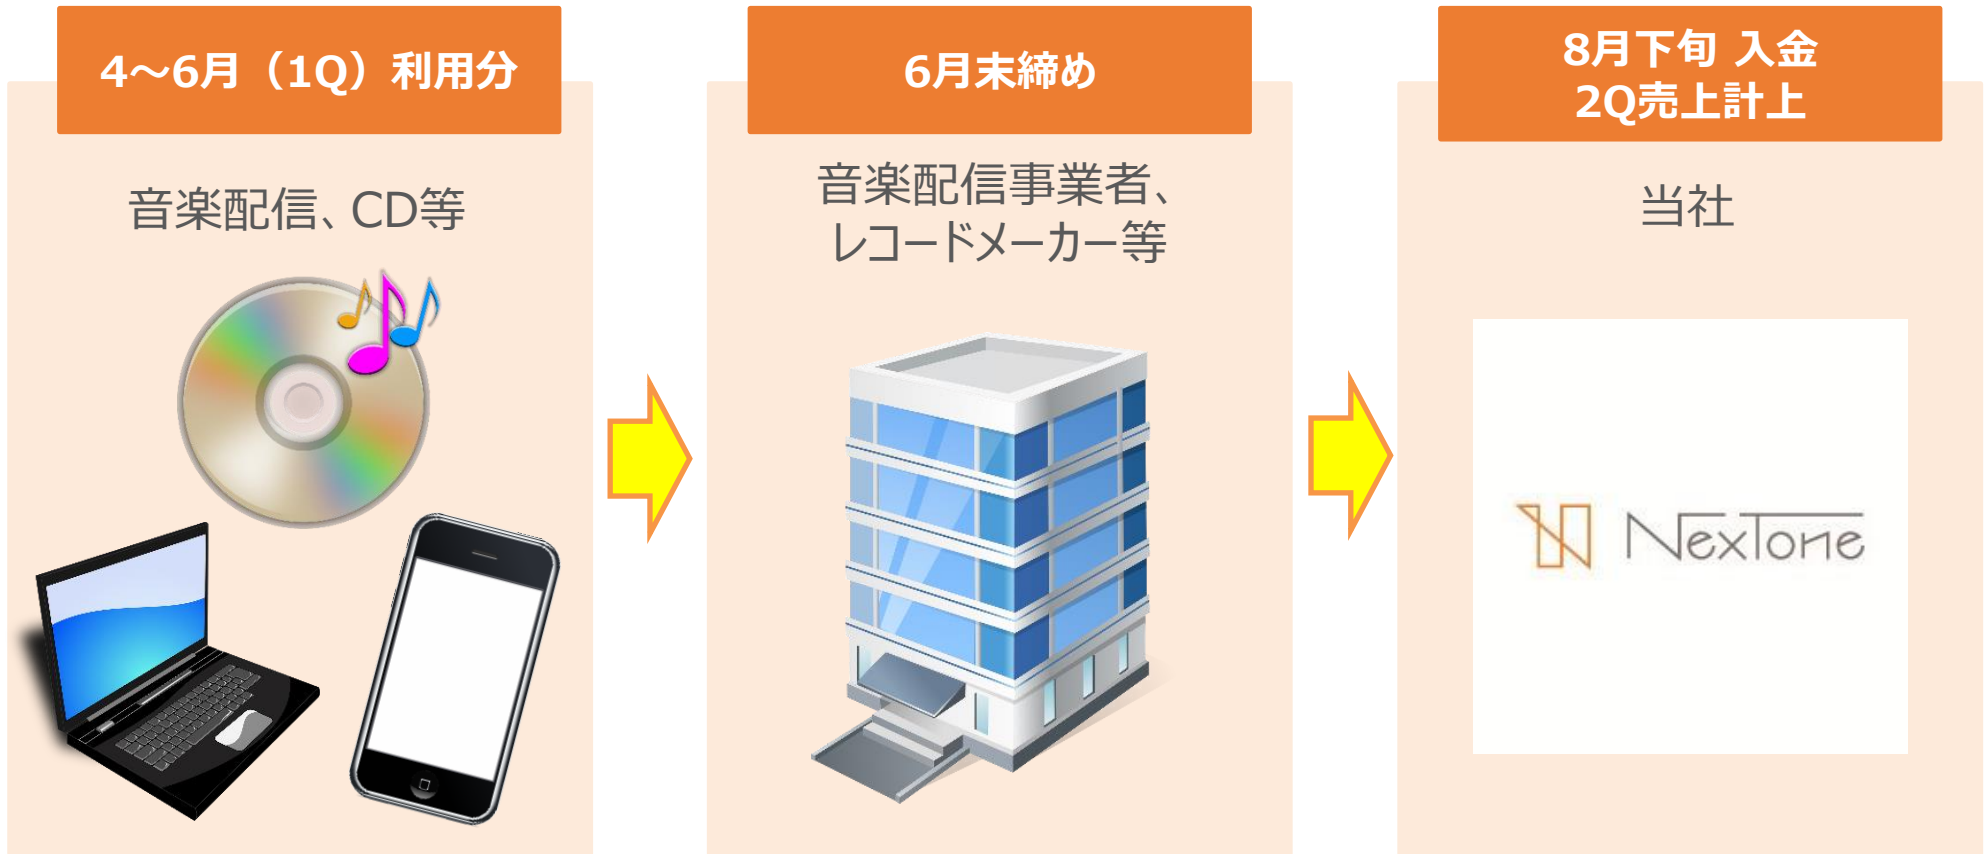 4～6月（1Q）利用分
音楽配信、CD等
6月末締め
音楽配信事業者、
レコードメーカー等
8月下旬 入金
2Q売上計上
当社
NexTone